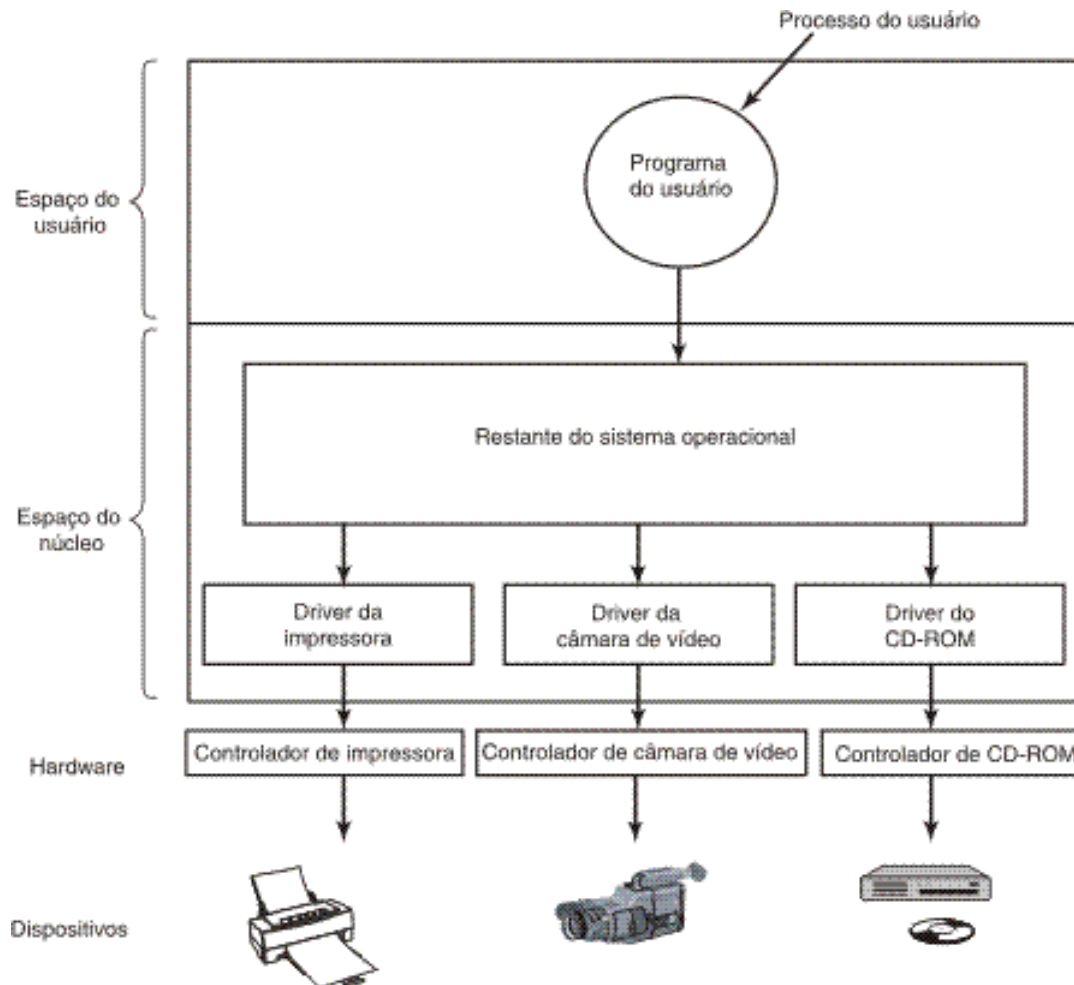 Processo do usuário
Programa
do usuário
Espaço do
usuário
Restante do sistema operacional
Espaço do
núcleo
Driver da
impressora
Driver da
câmara de vídeo
Driver do
CD-ROM
Hardware
Controlador de impressora
Controlador de câmara de vídeo
Controlador de CD-ROM
Dispositivos